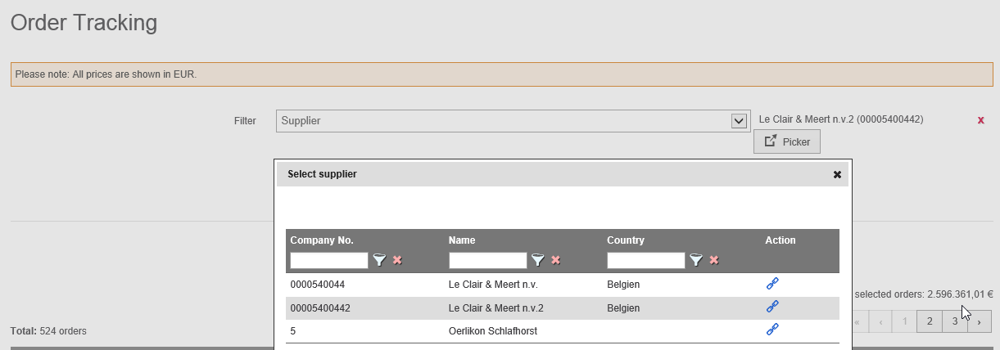 Order Tracking
Please note: All prices are shown in EUR.
Filter Supplier Le Clair & Meert n.v.2 (00005400442) x
Picker
Select supplier
Company No. Name Country Action
0000540044 Le Clair & Meert n.v. Belgien
selected orders: 2.596.361,01 €
00005400442 Le Clair & Meert n.v.2 Belgien
« ‹ 1 2 3 ›
5 Oerlikon Schlafhorst
Total: 524 orders